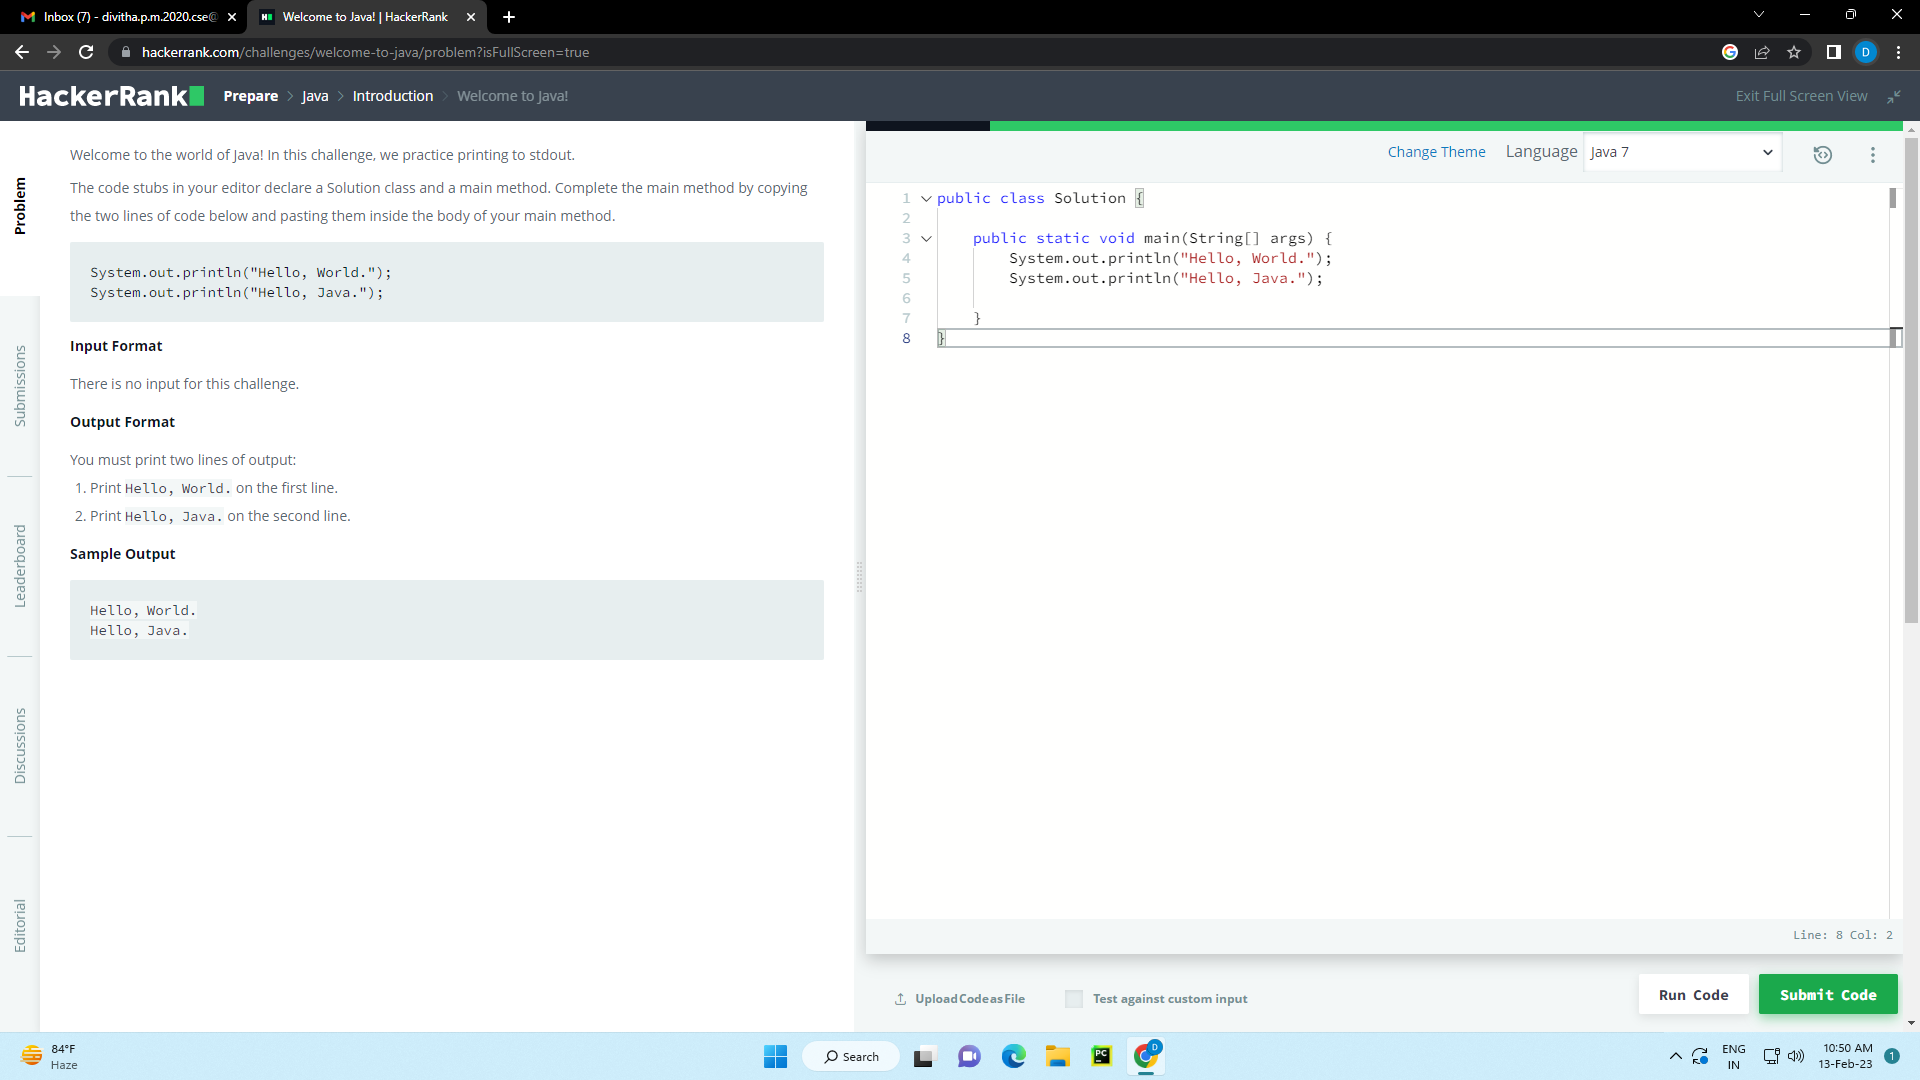 Inbox (7) - divitha.p.m.2020.cse@
Welcome to Java! | HackerRank
hackerrank.com/challenges/welcome-to-java/problem?isFullScreen=true
D
HackerRank
Prepare > Java > Introduction > Welcome to Java!
Exit Full Screen View
Problem
Submissions
Leaderboard
Discussions
Editorial
Welcome to the world of Java! In this challenge, we practice printing to stdout.
The code stubs in your editor declare a Solution class and a main method. Complete the main method by copying
the two lines of code below and pasting them inside the body of your main method.
System.out.println("Hello, World.");
System.out.println("Hello, Java.");
Input Format
There is no input for this challenge.
Output Format
You must print two lines of output:
1. Print Hello, World. on the first line.
2. Print Hello, Java. on the second line.
Sample Output
Hello, World.
Hello, Java.
Change Theme
Language
Java 7
1 public class Solution {
2
3 public static void main(String[] args) {
4 System.out.println("Hello, World.");
5 System.out.println("Hello, Java.");
6
7 }
8 }
Line: 8 Col: 2
Upload Code as File
Test against custom input
Run Code
Submit Code
84°F
Haze
Search
PC
D
ENG
IN
10:50 AM
13-Feb-23
1